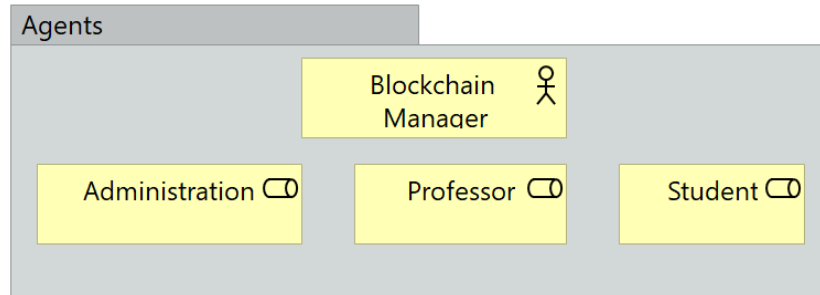 Agents
Blockchain
Manager
Administration
Professor
Student